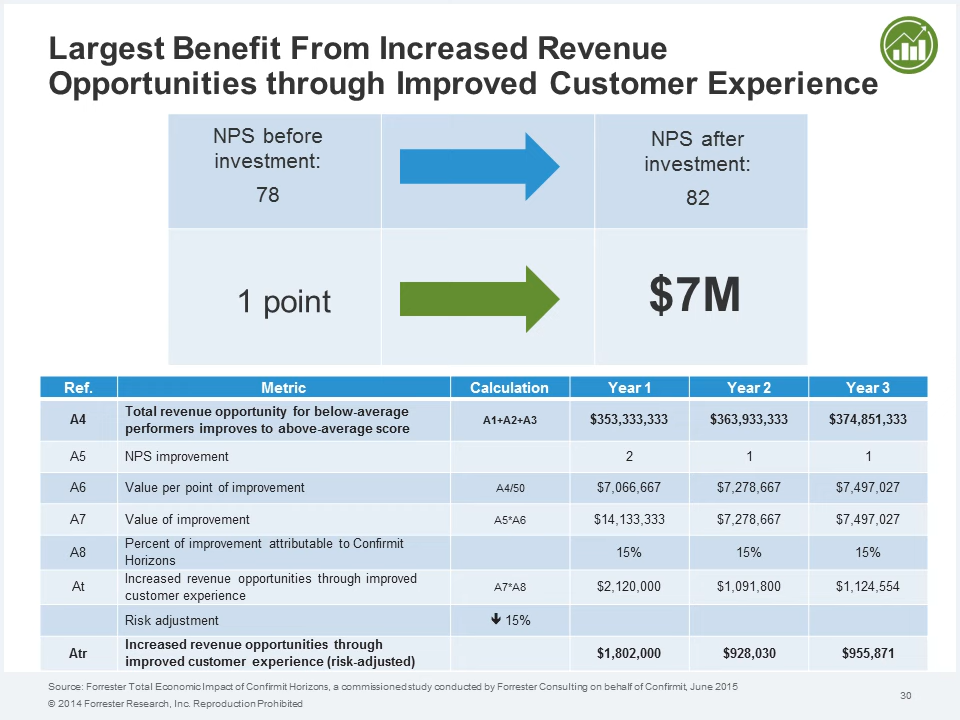 Largest Benefit From Increased Revenue
Opportunities through Improved Customer Experience
NPS before
investment:
78
NPS after
investment:
82
1 point
$7M
Ref. Metric Calculation Year 1 Year 2 Year 3
A4 Total revenue opportunity for below-average performers improves to above-average score A1+A2+A3 $353,333,333 $363,933,333 $374,851,333
A5 NPS improvement 2 1 1
A6 Value per point of improvement A4/50 $7,066,667 $7,278,667 $7,497,027
A7 Value of improvement A5*A6 $14,133,333 $7,278,667 $7,497,027
A8 Percent of improvement attributable to Confirmit Horizons 15% 15% 15%
At Increased revenue opportunities through improved customer experience A7*A8 $2,120,000 $1,091,800 $1,124,554
Risk adjustment 🡻 15%
Atr Increased revenue opportunities through improved customer experience (risk-adjusted) $1,802,000 $928,030 $955,871
Source: Forrester Total Economic Impact of Confirmit Horizons, a commissioned study conducted by Forrester Consulting on behalf of Confirmit, June 2015
© 2014 Forrester Research, Inc. Reproduction Prohibited
30